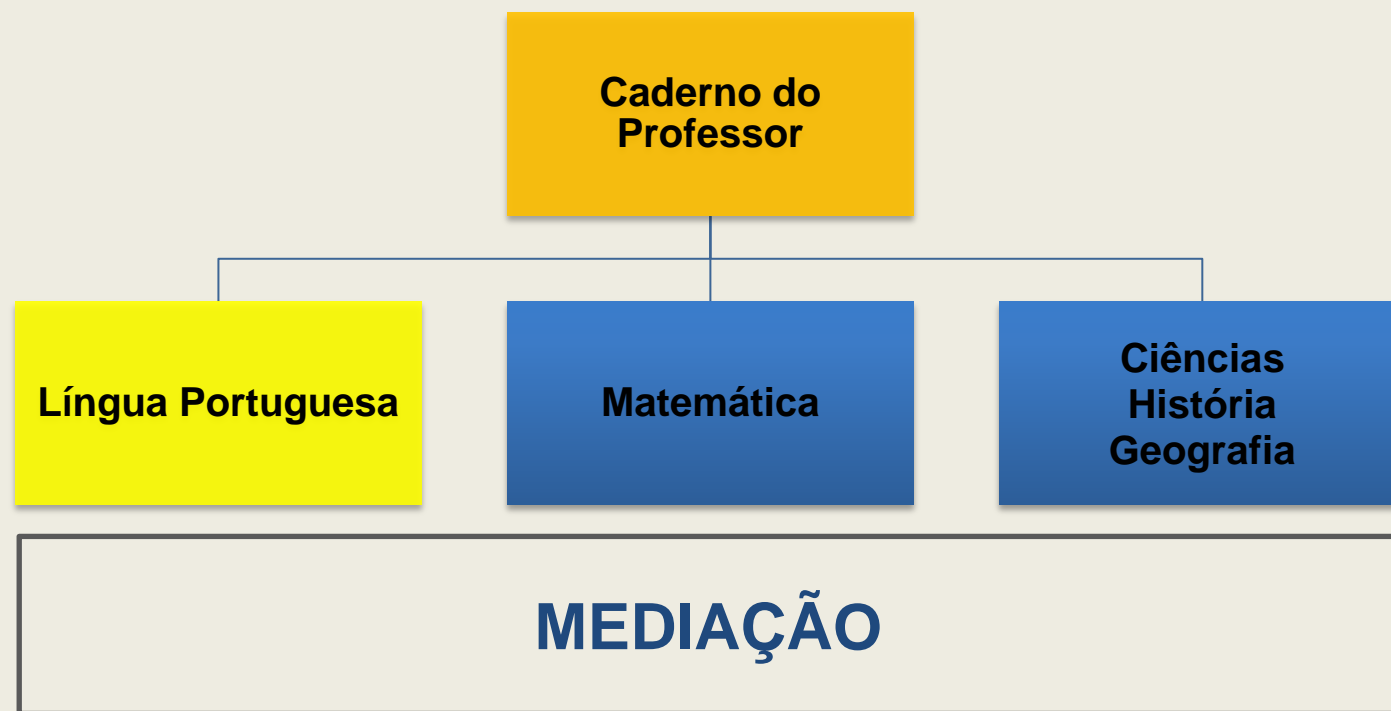 Caderno do
Professor
Língua Portuguesa
Matemática
Ciências
História
Geografia
MEDIAÇÃO